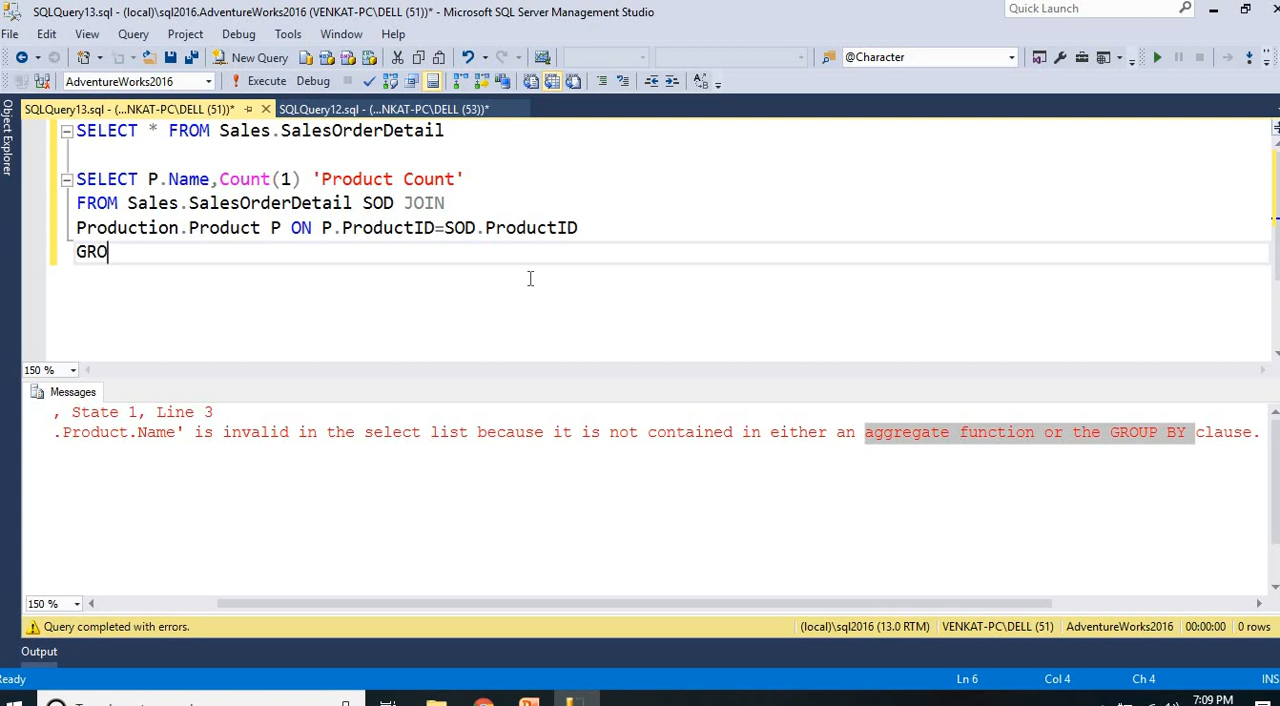 SQLQuery13.sql - (local)\sql2016.AdventureWorks2016 (VENKAT-PC\DELL (51))* - Microsoft SQL Server Management Studio
Quick Launch
File Edit View Query Project Debug Tools Window Help
New Query
@Character
AdventureWorks2016
Execute Debug
SQLQuery13.sql - (...NKAT-PC\DELL (51))*
SQLQuery12.sql - (...NKAT-PC\DELL (53))*
Object Explorer
SELECT * FROM Sales.SalesOrderDetail
SELECT P.Name,Count(1) 'Product Count'
FROM Sales.SalesOrderDetail SOD JOIN
Production.Product P ON P.ProductID=SOD.ProductID
GRO
150 %
Messages
, State 1, Line 3
.Product.Name' is invalid in the select list because it is not contained in either an aggregate function or the GROUP BY clause.
150 %
Query completed with errors.
(local)\sql2016 (13.0 RTM) VENKAT-PC\DELL (51) AdventureWorks2016 00:00:00 0 rows
Output
Ready
Ln 6 Col 4 Ch 4 INS
7:09 PM